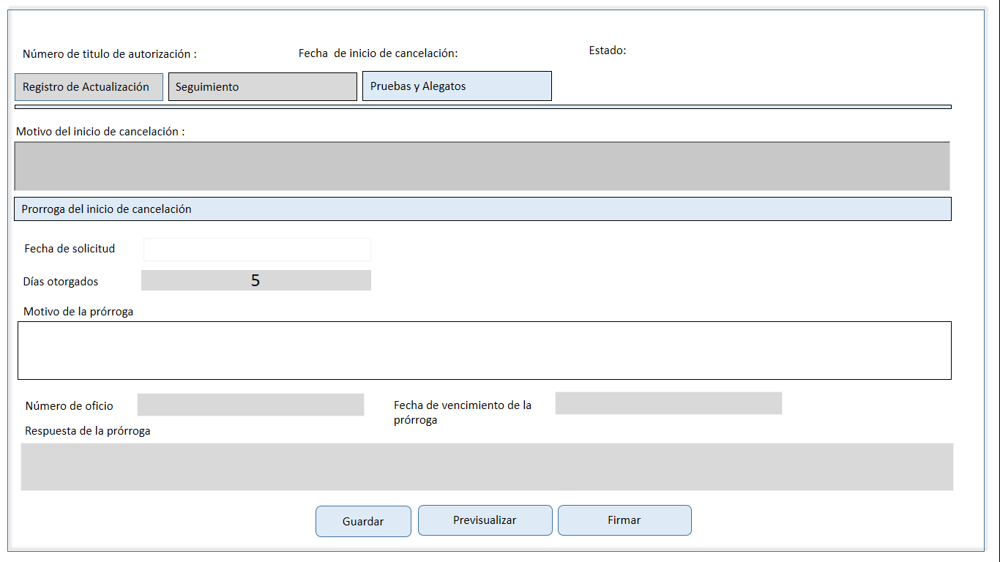 Número de titulo de autorización :
Fecha  de inicio de cancelación:
Estado:
Registro de Actualización
Seguimiento
Pruebas y Alegatos
Motivo del inicio de cancelación :
Prorroga del inicio de cancelación
Fecha de solicitud
Días otorgados
5
Motivo de la prórroga
Número de oficio
Fecha de vencimiento de la
prórroga
Respuesta de la prórroga
Guardar
Previsualizar
Firmar